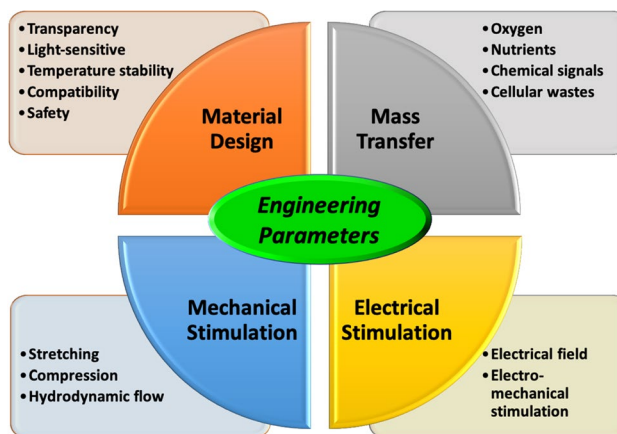 • Transparency
• Light-sensitive
• Temperature stability
• Compatibility
• Safety
• Oxygen
• Nutrients
• Chemical signals
• Cellular wastes
Material
Design
Mass
Transfer
Engineering
Parameters
Mechanical
Stimulation
Electrical
Stimulation
• Stretching
• Compression
• Hydrodynamic flow
• Electrical field
• Electro-
mechanical
stimulation